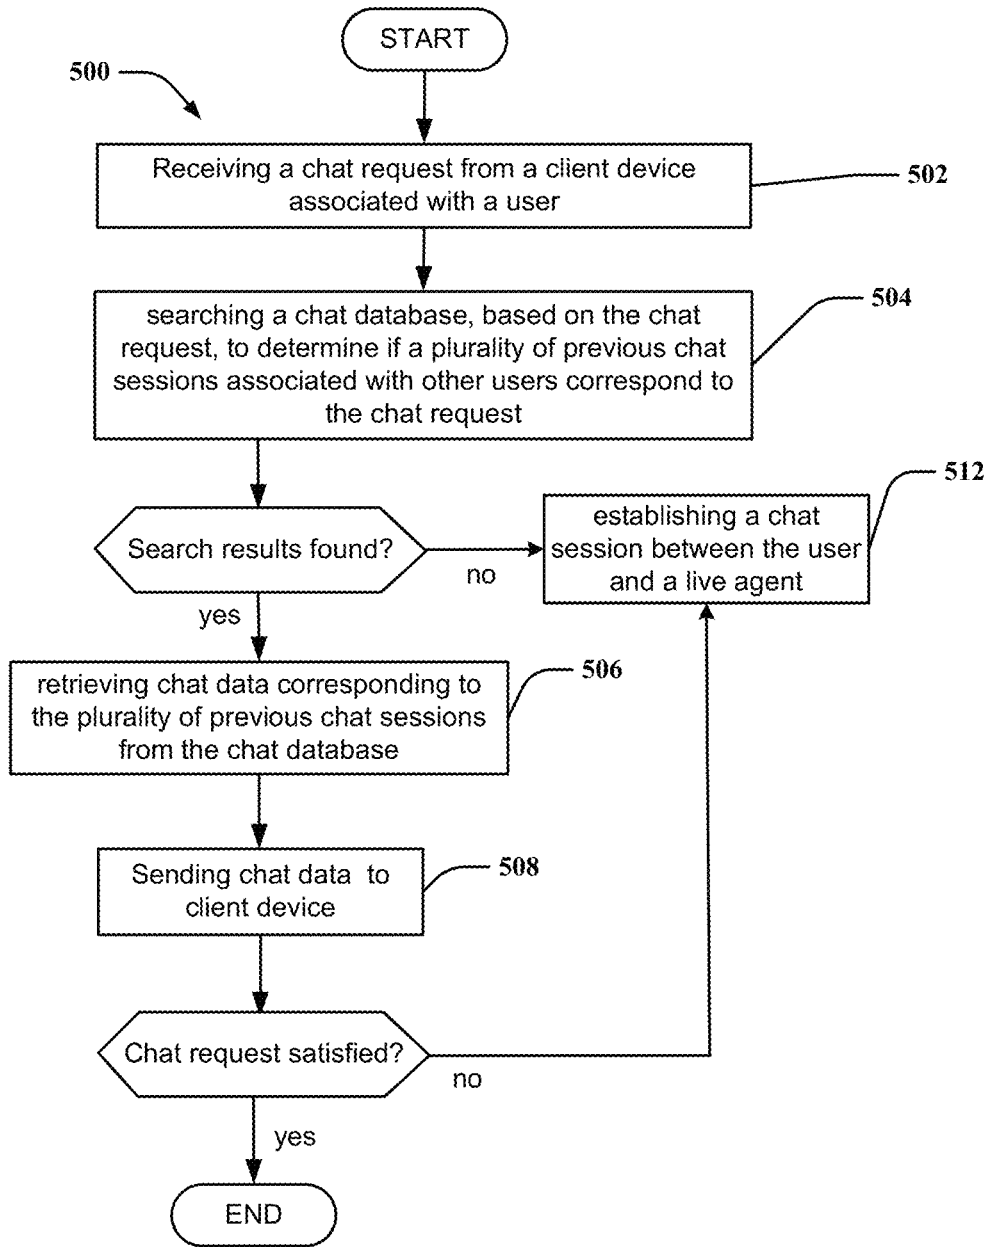 START
500
Receiving a chat request from a client device
associated with a user
502
searching a chat database, based on the chat
request, to determine if a plurality of previous chat
sessions associated with other users correspond to
the chat request
504
Search results found?
no
yes
establishing a chat
session between the user
and a live agent
512
retrieving chat data corresponding to
the plurality of previous chat sessions
from the chat database
506
Sending chat data to
client device
508
Chat request satisfied?
no
yes
END